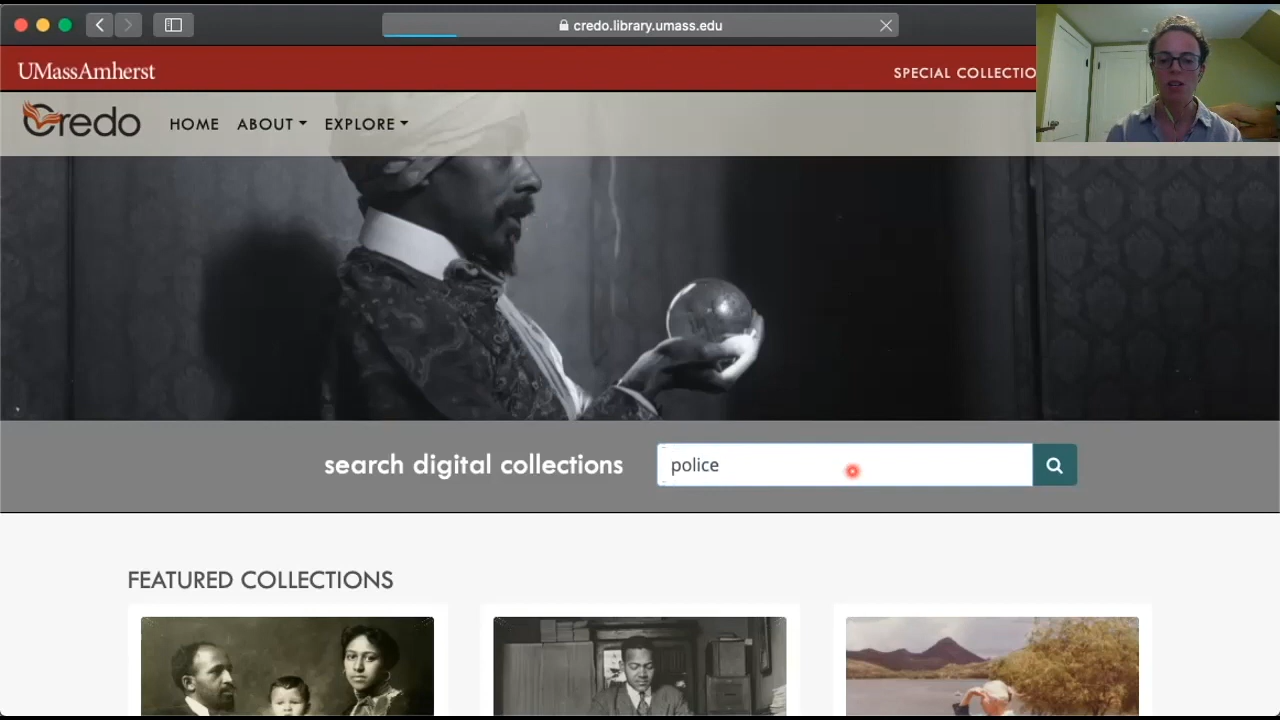 credo.library.umass.edu
UMassAmherst
SPECIAL COLLECTIO
Credo
HOME ABOUT EXPLORE
search digital collections
police
FEATURED COLLECTIONS